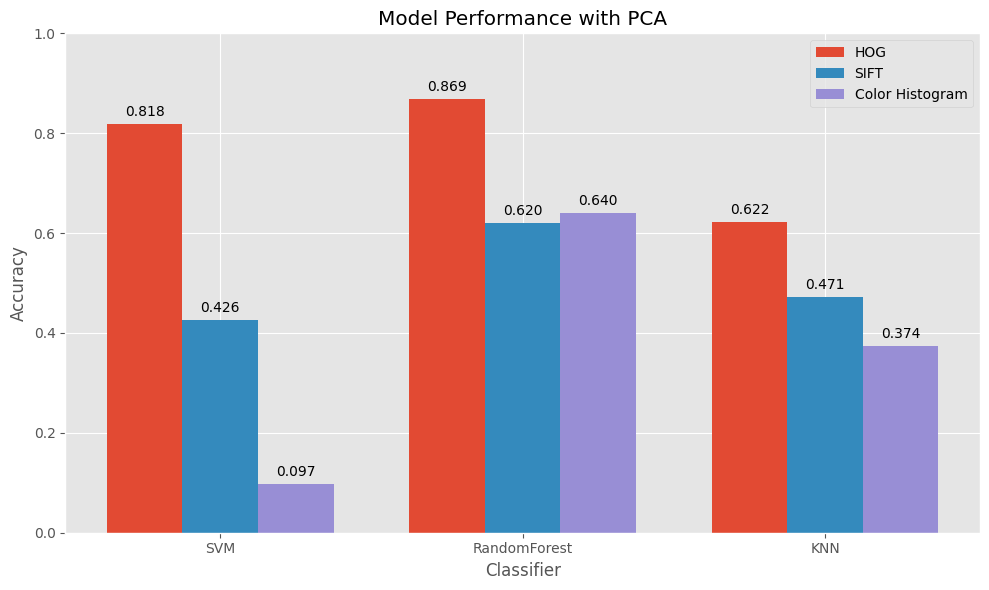 Model Performance with PCA
HOG
SIFT
Color Histogram
Accuracy
1.0
0.8
0.6
0.4
0.2
0.0
0.818
0.426
0.097
0.869
0.620
0.640
0.622
0.471
0.374
SVM
RandomForest
KNN
Classifier